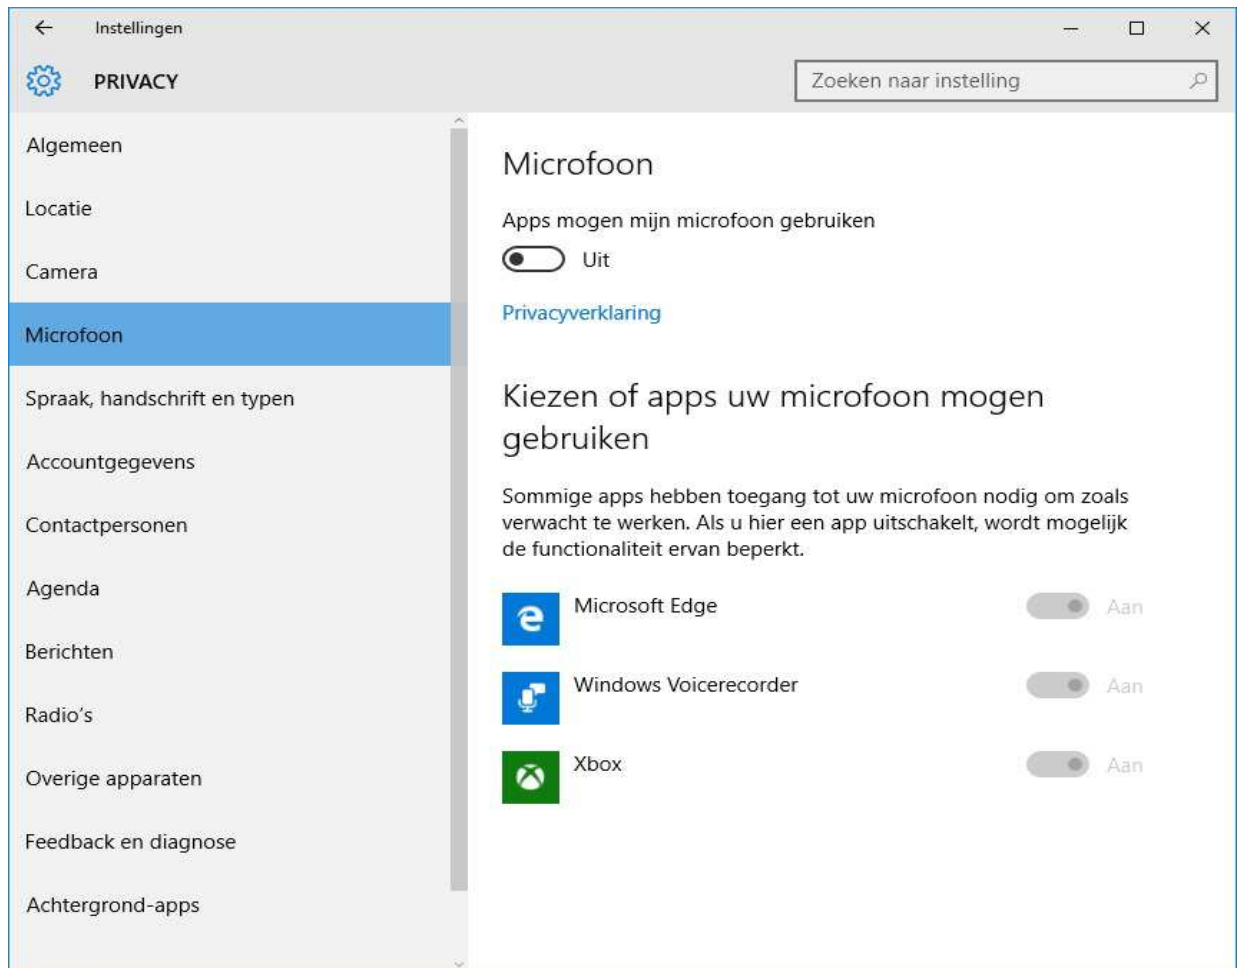 Instellingen
PRIVACY
Zoeken naar instelling
Algemeen
Locatie
Camera
Microfoon
Spraak, handschrift en typen
Accountgegevens
Contactpersonen
Agenda
Berichten
Radio's
Overige apparaten
Feedback en diagnose
Achtergrond-apps
Microfoon
Apps mogen mijn microfoon gebruiken
Uit
Privacyverklaring
Kiezen of apps uw microfoon mogen
gebruiken
Sommige apps hebben toegang tot uw microfoon nodig om zoals
verwacht te werken. Als u hier een app uitschakelt, wordt mogelijk
de functionaliteit ervan beperkt.
Microsoft Edge Aan
Windows Voicerecorder Aan
Xbox Aan